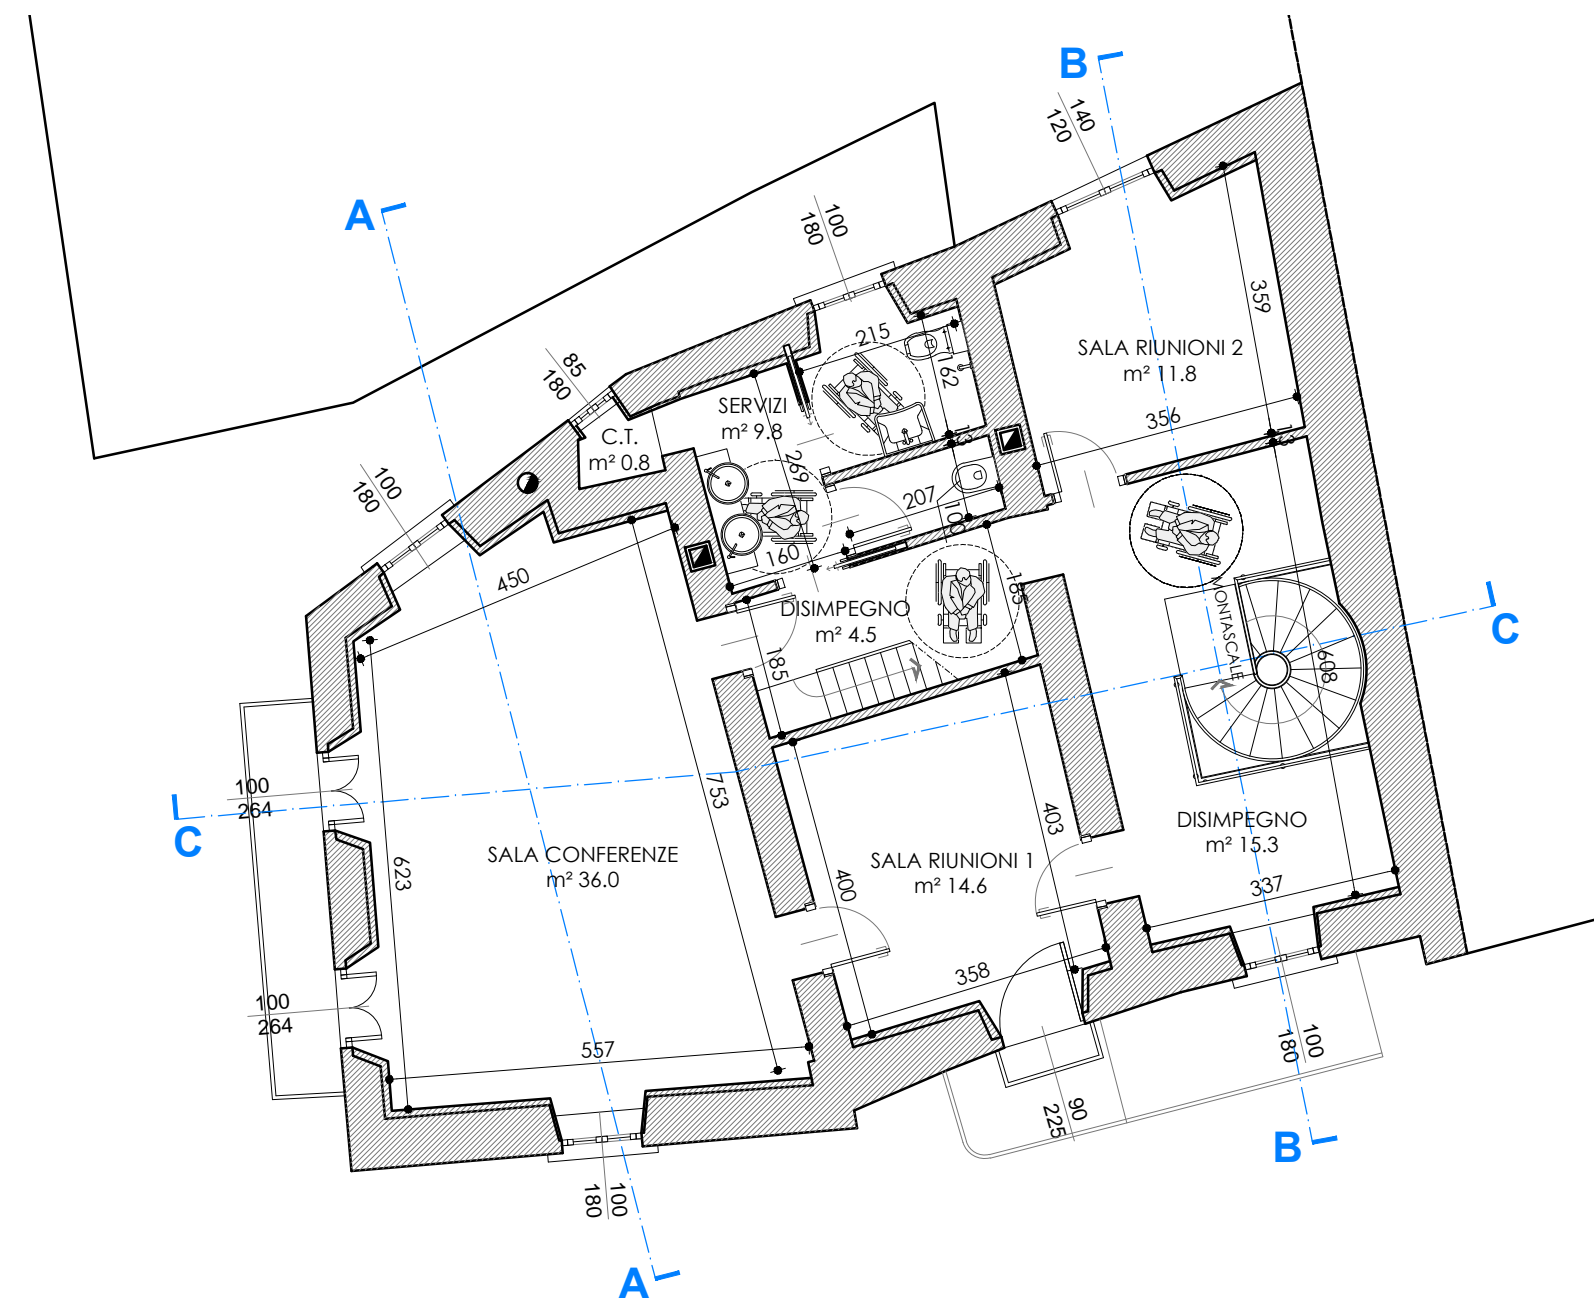 B
140
120
A
100
180
85
180
215
162
359
SALA RIUNIONI 2
m² 11.8
SERVIZI
m² 9.8
C.T.
m² 0.8
356
13
13
269
100
180
207
100
160
450
185
DISIMPEGNO
m² 4.5
MONTASCALE
C
185
608
100
264
C
753
403
623
SALA CONFERENZE
m² 36.0
SALA RIUNIONI 1
m² 14.6
DISIMPEGNO
m² 15.3
400
337
358
100
264
557
100
180
90
225
B
100
180
A